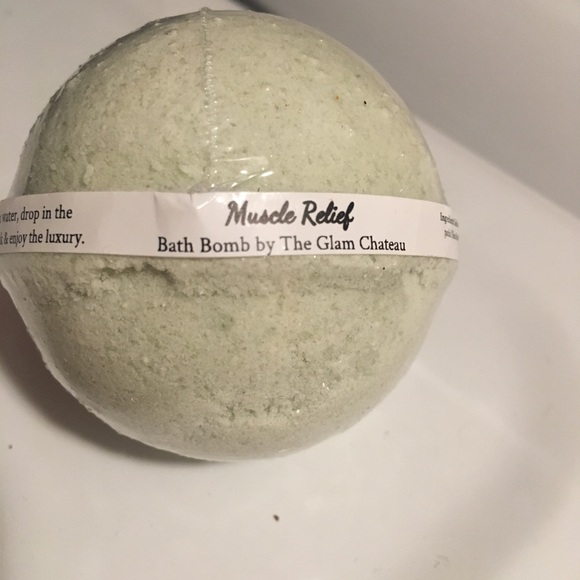 water, drop in the
& enjoy the luxury.
Muscle Relief
Bath Bomb by The Glam Chateau